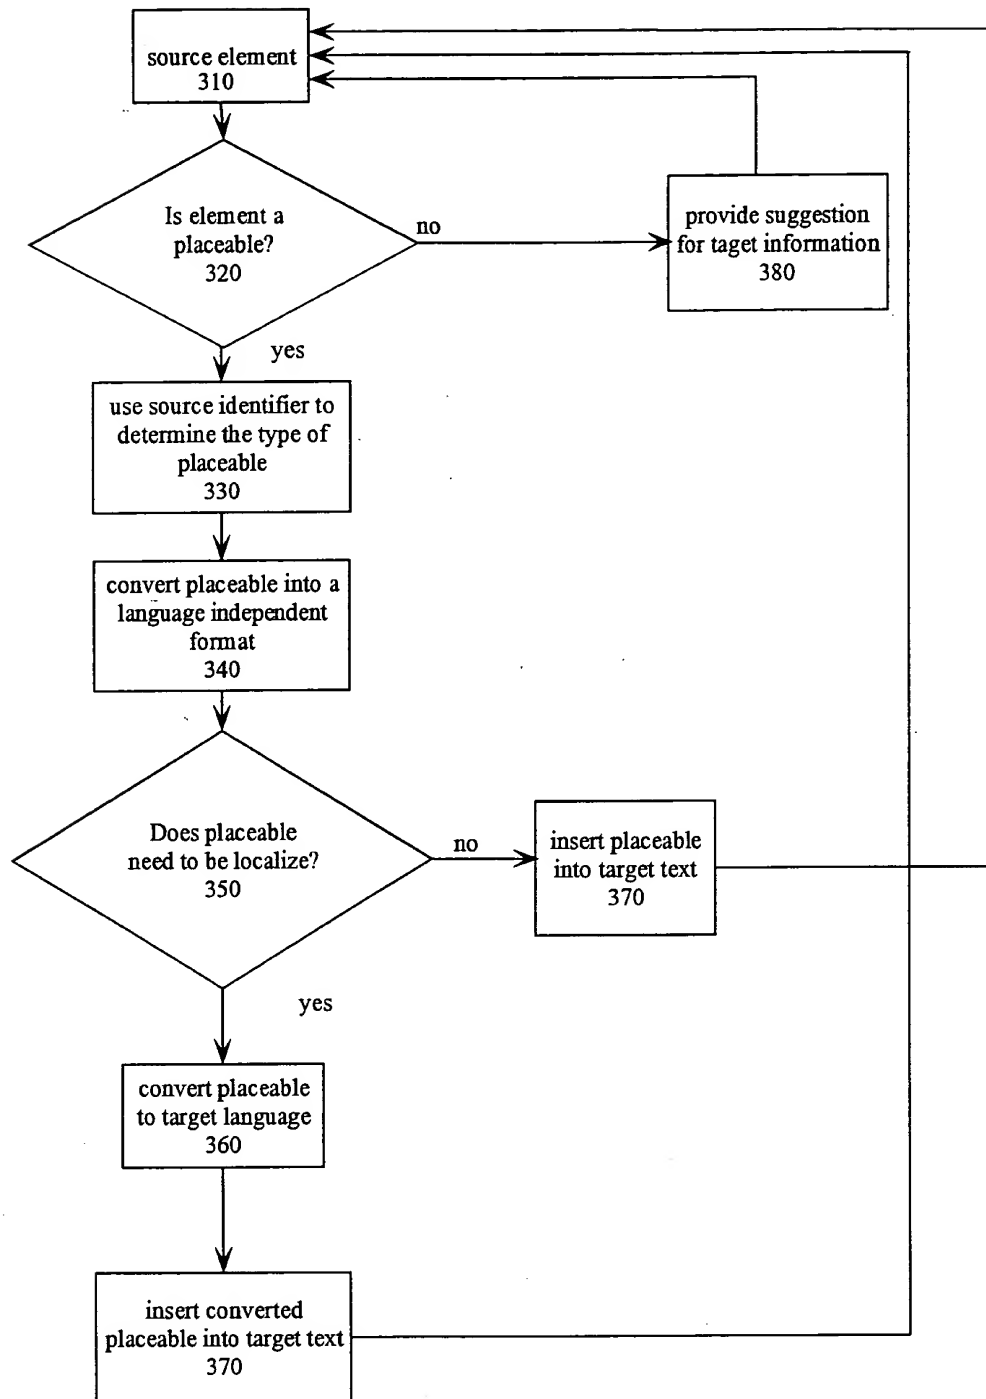 source element
310
Is element a
placeable?
320
no
provide suggestion
for taget information
380
yes
use source identifier to
determine the type of
placeable
330
convert placeable into a
language independent
format
340
Does placeable
need to be localize?
350
no
insert placeable
into target text
370
yes
convert placeable
to target language
360
insert converted
placeable into target text
370